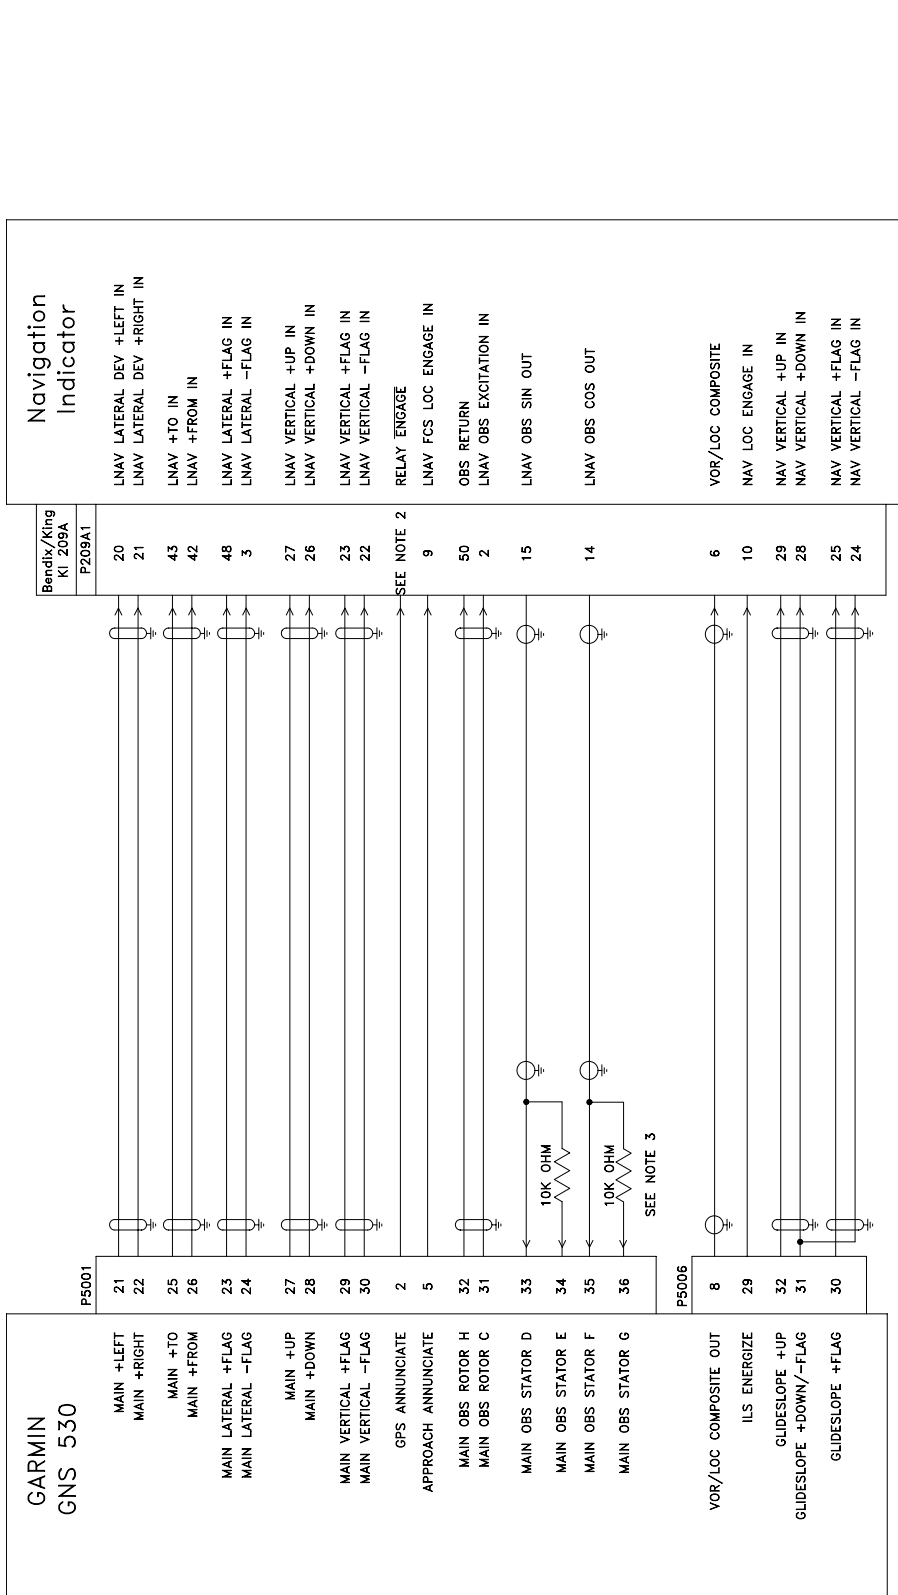 GARMIN
GNS 530
P5001
MAIN +LEFT 21
MAIN +RIGHT 22
MAIN +TO 25
MAIN +FROM 26
MAIN LATERAL +FLAG 23
MAIN LATERAL -FLAG 24
MAIN +UP 27
MAIN +DOWN 28
MAIN VERTICAL +FLAG 29
MAIN VERTICAL -FLAG 30
GPS ANNUNCIATE 2
APPROACH ANNUNCIATE 5
MAIN OBS ROTOR H 32
MAIN OBS ROTOR C 31
MAIN OBS STATOR D 33
MAIN OBS STATOR E 34
MAIN OBS STATOR F 35
MAIN OBS STATOR G 36
P5006
VOR/LOC COMPOSITE OUT 8
ILS ENERGIZE 29
GLIDESLOPE +UP 32
GLIDESLOPE +DOWN/-FLAG 31
GLIDESLOPE +FLAG 30
10K OHM
10K OHM
SEE NOTE 3
Bendix/King
KI 209A
P209A1
Navigation
Indicator
20 LNAV LATERAL DEV +LEFT IN
21 LNAV LATERAL DEV +RIGHT IN
43 LNAV +TO IN
42 LNAV +FROM IN
48 LNAV LATERAL +FLAG IN
3 LNAV LATERAL -FLAG IN
27 LNAV VERTICAL +UP IN
26 LNAV VERTICAL +DOWN IN
23 LNAV VERTICAL +FLAG IN
22 LNAV VERTICAL -FLAG IN
SEE NOTE 2 RELAY ENGAGE
9 LNAV FCS LOC ENGAGE IN
50 OBS RETURN
2 LNAV OBS EXCITATION IN
15 LNAV OBS SIN OUT
14 LNAV OBS COS OUT
6 VOR/LOC COMPOSITE
10 NAV LOC ENGAGE IN
29 NAV VERTICAL +UP IN
28 NAV VERTICAL +DOWN IN
25 NAV VERTICAL +FLAG IN
24 NAV VERTICAL -FLAG IN